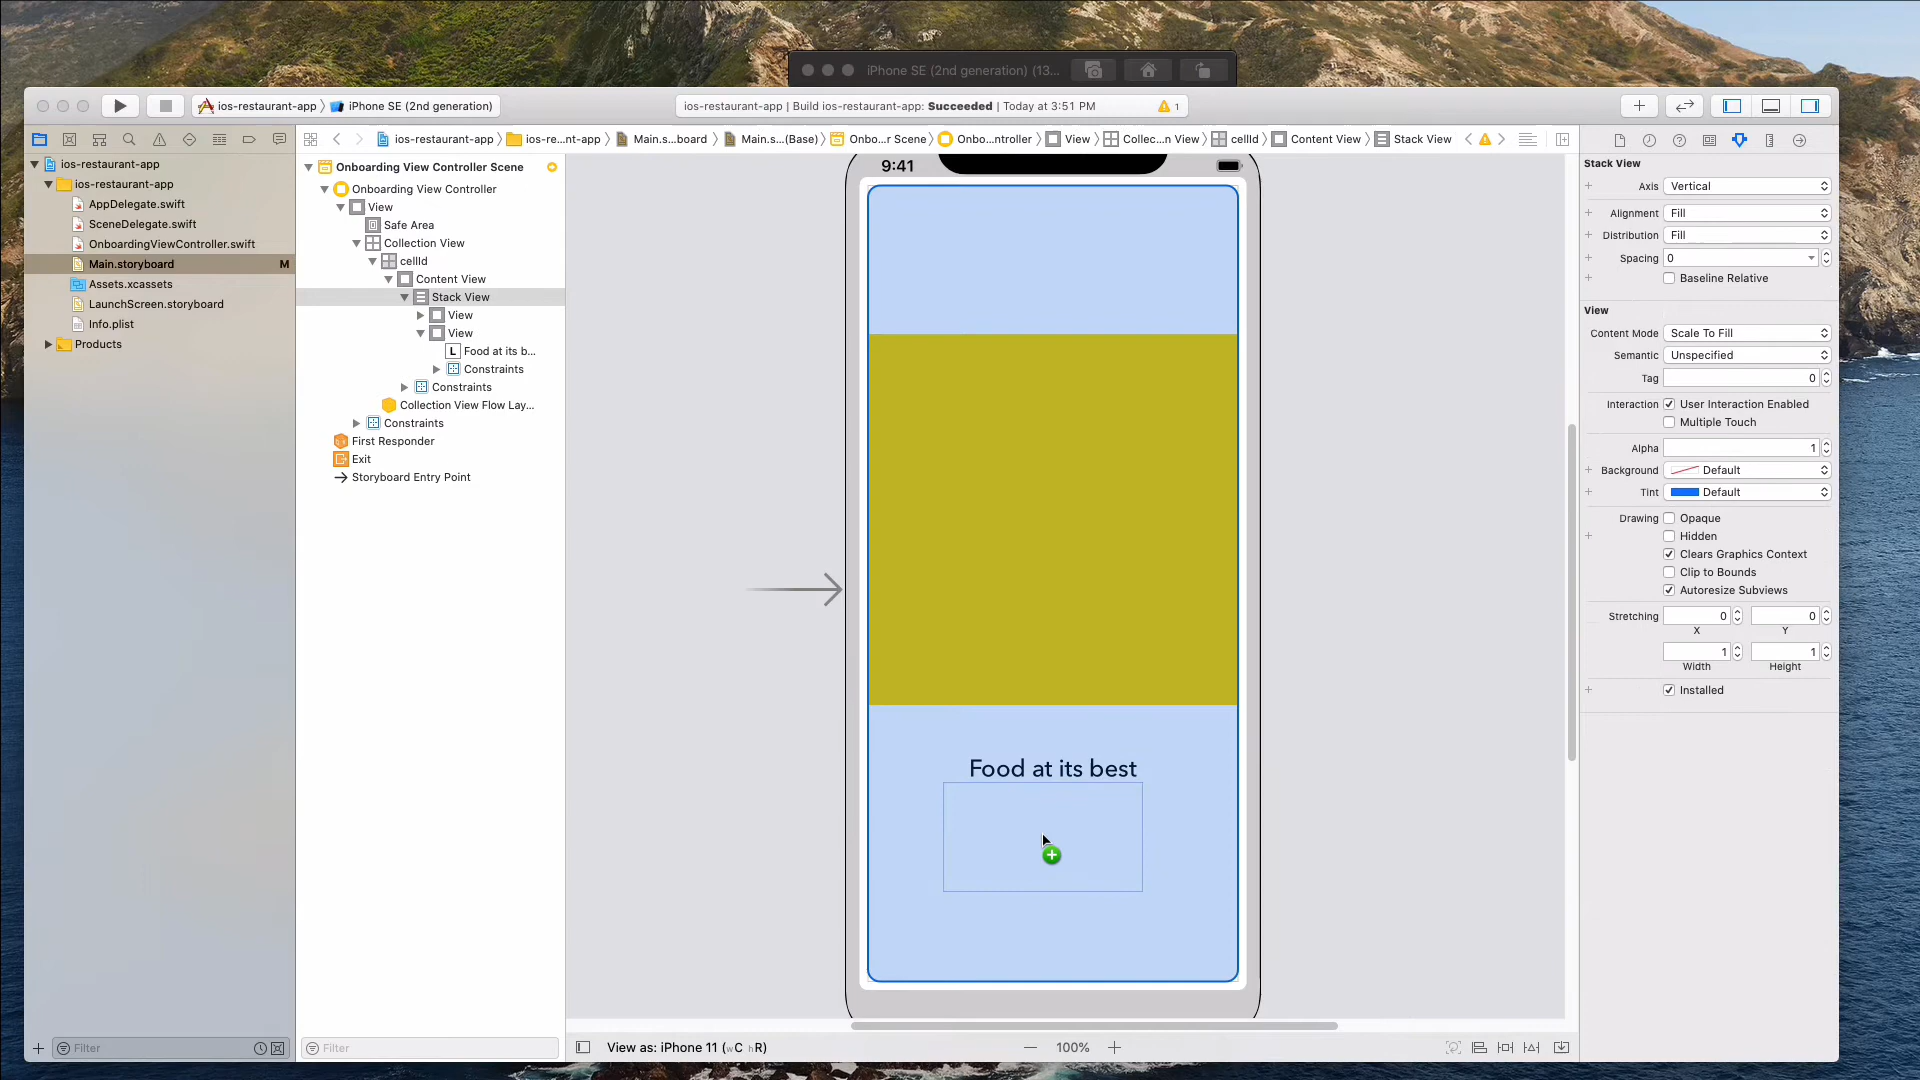 iPhone SE (2nd generation) (13...
ios-restaurant-app
iPhone SE (2nd generation)
ios-restaurant-app | Build ios-restaurant-app: Succeeded | Today at 3:51 PM
1
ios-restaurant-app
ios-re...nt-app
Main.s...board
Main.s...(Base)
Onbo...r Scene
Onbo...ntroller
View
Collec...n View
cellId
Content View
Stack View
ios-restaurant-app
ios-restaurant-app
AppDelegate.swift
SceneDelegate.swift
OnboardingViewController.swift
Main.storyboard
M
Assets.xcassets
LaunchScreen.storyboard
Info.plist
Products
Filter
Onboarding View Controller Scene
Onboarding View Controller
View
Safe Area
Collection View
cellId
Content View
Stack View
View
View
L
Food at its b...
Constraints
Constraints
Collection View Flow Lay...
Constraints
First Responder
Exit
Storyboard Entry Point
Filter
9:41
Food at its best
View as: iPhone 11 (wC hR)
100%
Stack View
Axis Vertical
Alignment Fill
Distribution Fill
Spacing 0
Baseline Relative
View
Content Mode Scale To Fill
Semantic Unspecified
Tag 0
Interaction User Interaction Enabled
Multiple Touch
Alpha 1
Background Default
Tint Default
Drawing Opaque
Hidden
Clears Graphics Context
Clip to Bounds
Autoresize Subviews
Stretching 0 0
X Y
1 1
Width Height
Installed